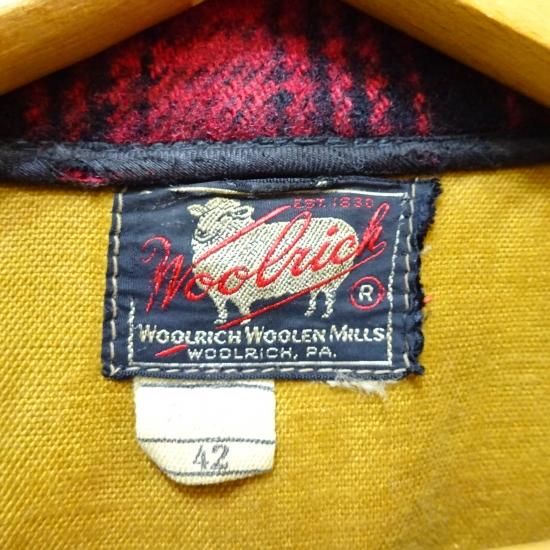 EST. 1830
Woolrich
®
WOOLRICH WOOLEN MILLS
WOOLRICH, PA.
42